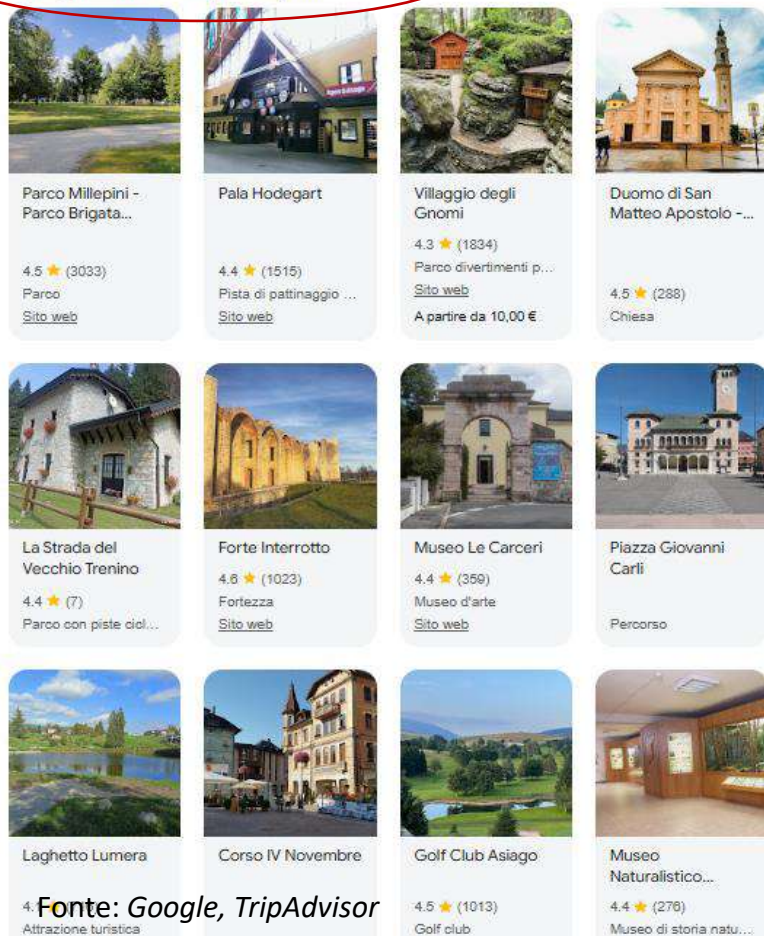 Parco Millepini -
Parco Brigata...
4.5 ★ (3033)
Parco
Sito web
Pala Hodegart
4.4 ★ (1515)
Pista di pattinaggio ...
Sito web
Villaggio degli
Gnomi
4.3 ★ (1834)
Parco divertimenti p...
Sito web
A partire da 10,00 €
Duomo di San
Matteo Apostolo -...
4.5 ★ (288)
Chiesa
La Strada del
Vecchio Trenino
4.4 ★ (7)
Parco con piste cicl...
Forte Interrotto
4.6 ★ (1023)
Fortezza
Sito web
Museo Le Carceri
4.4 ★ (359)
Museo d'arte
Sito web
Piazza Giovanni
Carli
Percorso
Laghetto Lumera
Attrazione turistica
Corso IV Novembre
Golf Club Asiago
4.5 ★ (1013)
Golf club
Museo
Naturalistico...
4.4 ★ (276)
Museo di storia natu...
Fonte: Google, TripAdvisor